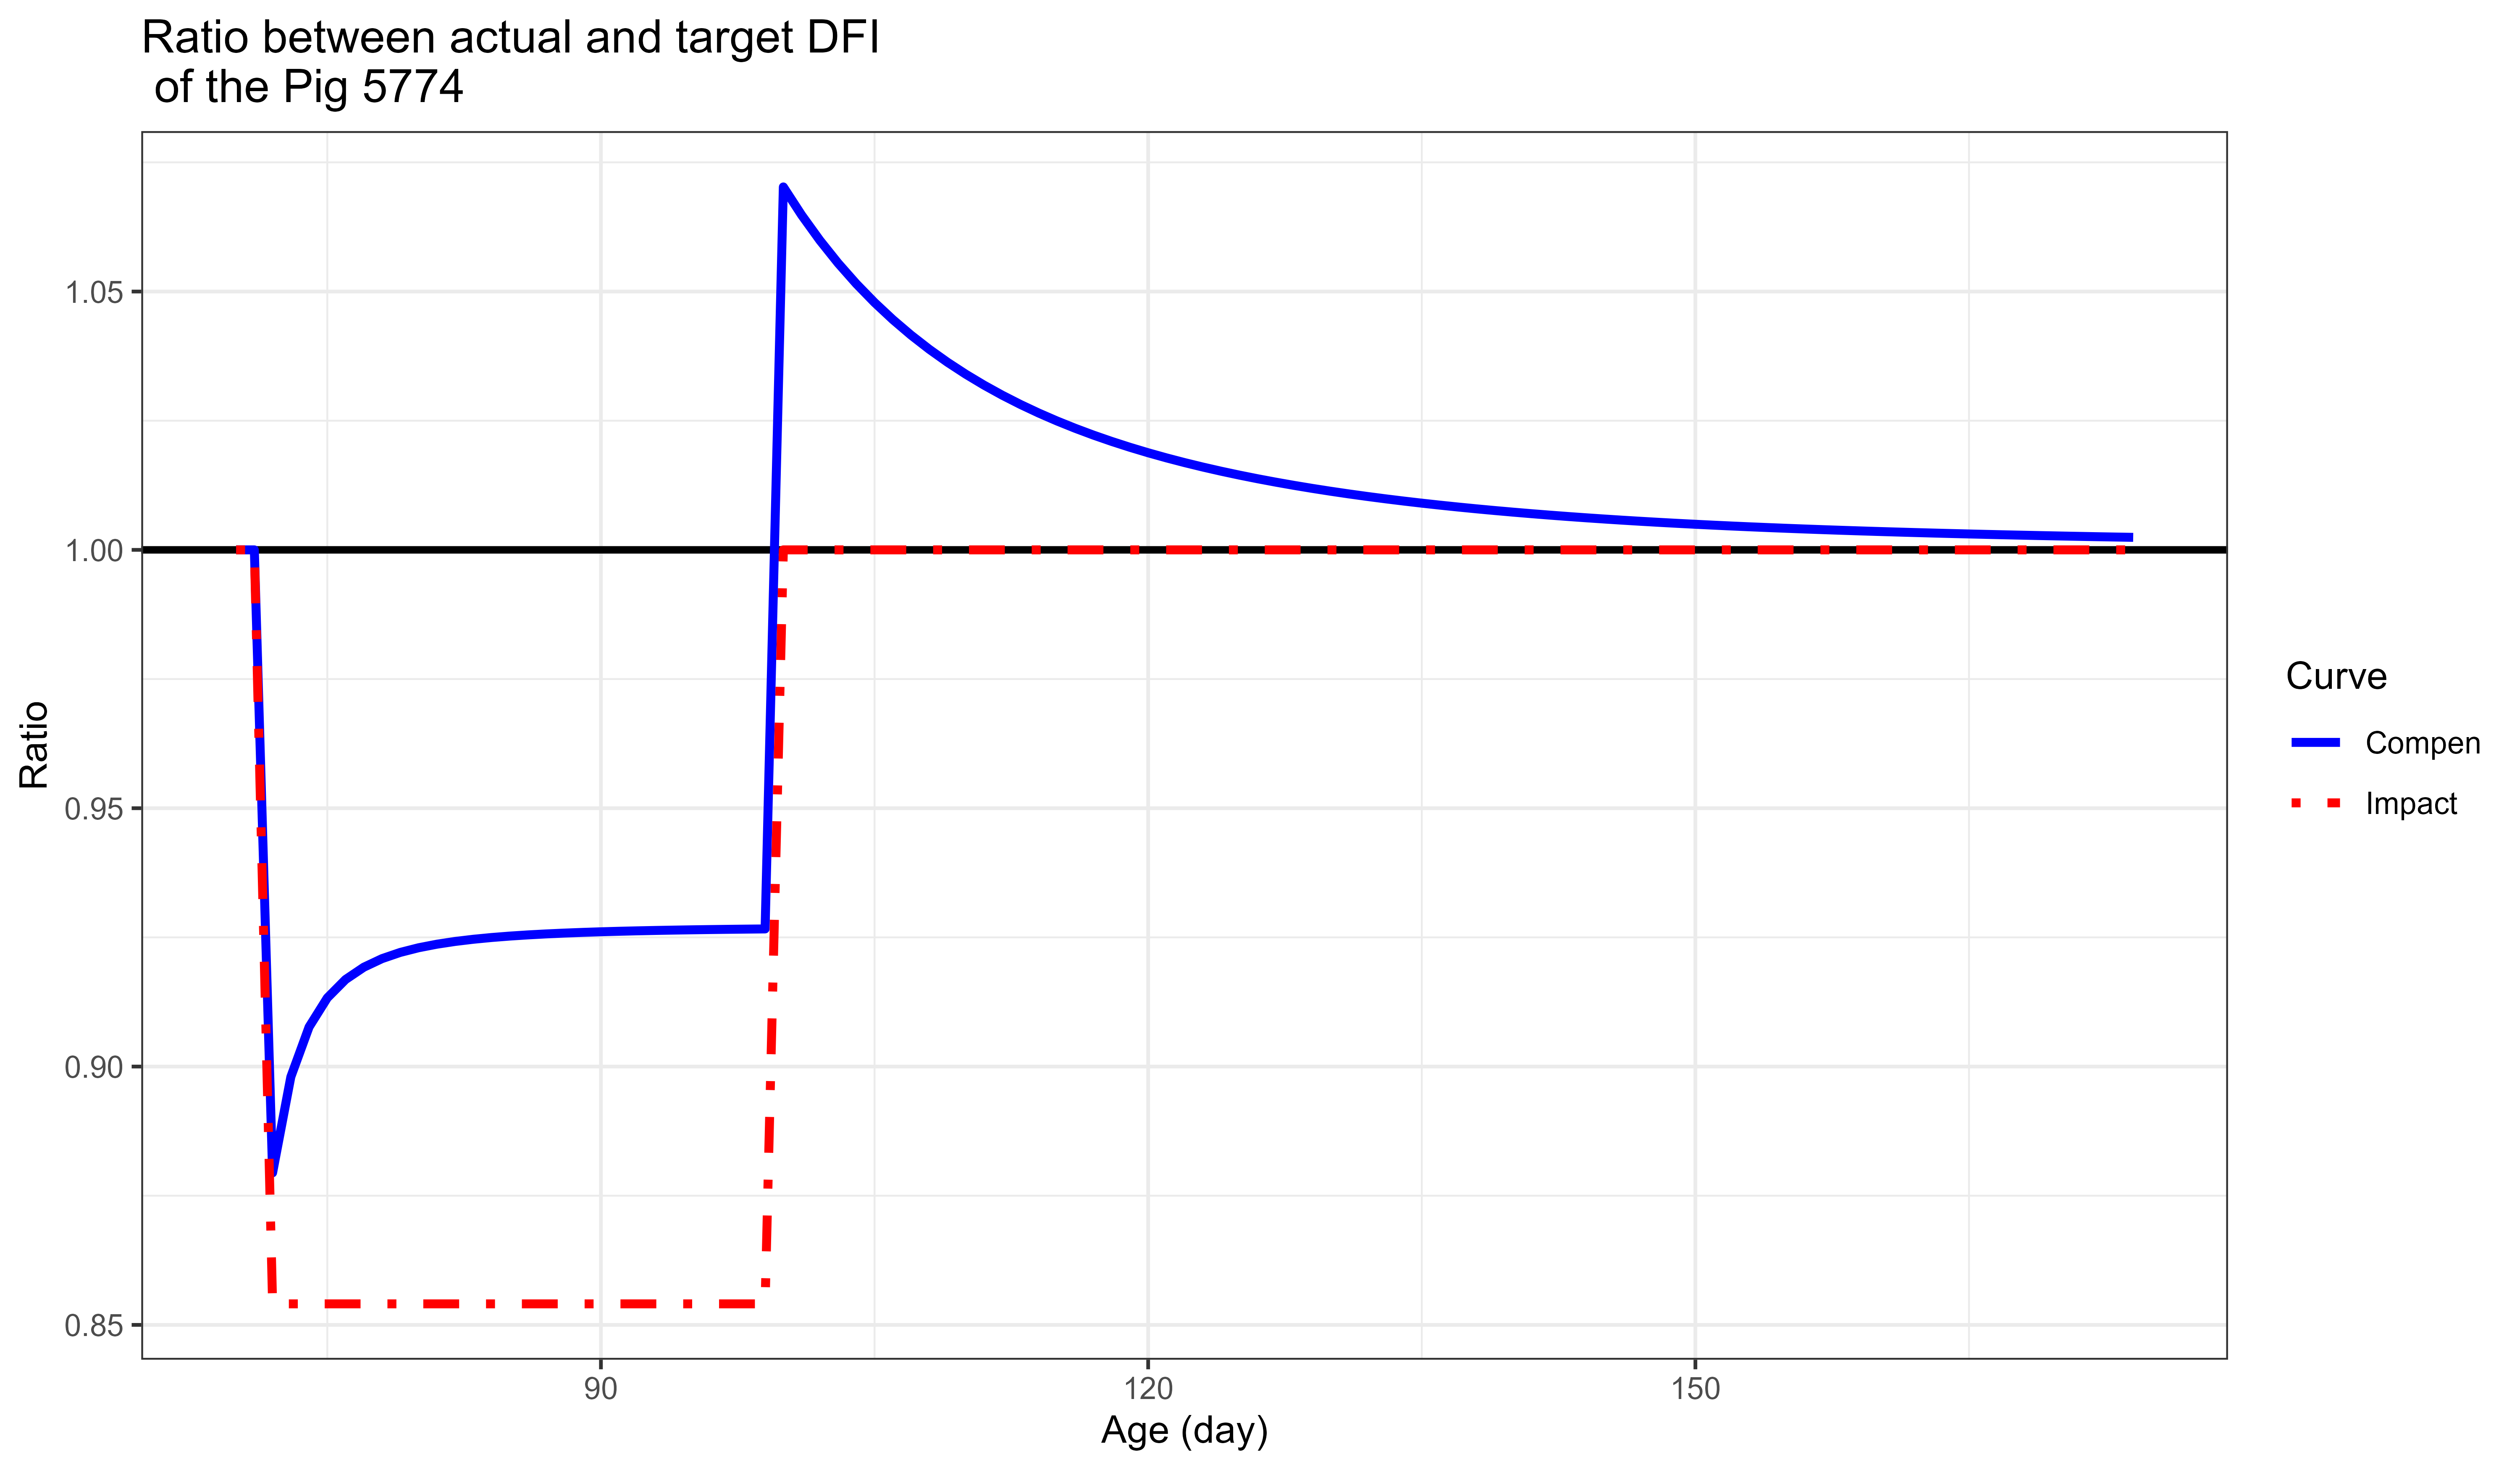 Ratio between actual and target DFI
of the Pig 5774
1.05
1.00
0.95
0.90
0.85
Ratio
90
120
150
Age (day)
Curve
Compen
Impact